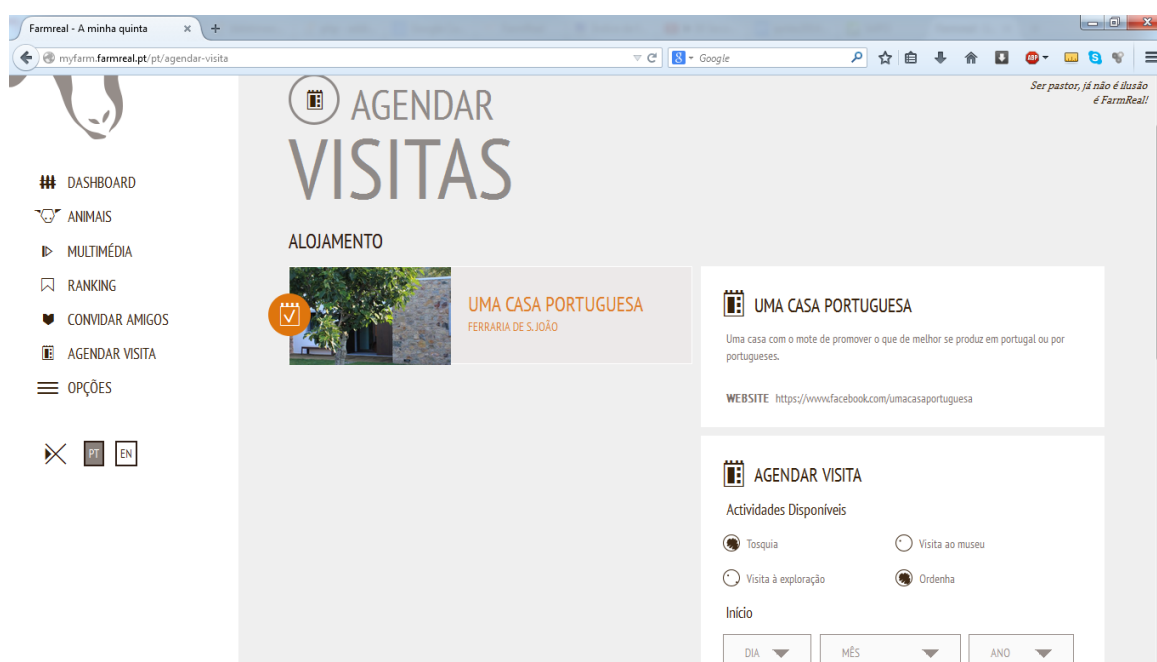 Farmreal - A minha quinta
myfarm.farmreal.pt/pt/agendar-visita
Google
Ser pastor, já não é ilusão
é FarmReal!
AGENDAR
VISITAS
DASHBOARD
ANIMAIS
MULTIMÉDIA
RANKING
CONVIDAR AMIGOS
AGENDAR VISITA
OPÇÕES
PT EN
ALOJAMENTO
UMA CASA PORTUGUESA
FERRARIA DE S. JOÃO
UMA CASA PORTUGUESA
Uma casa com o mote de promover o que de melhor se produz em portugal ou por
portugueses.
WEBSITE https://www.facebook.com/umacasaportuguesa
AGENDAR VISITA
Actividades Disponíveis
Tosquia
Visita ao museu
Visita à exploração
Ordenha
Início
DIA MÊS ANO